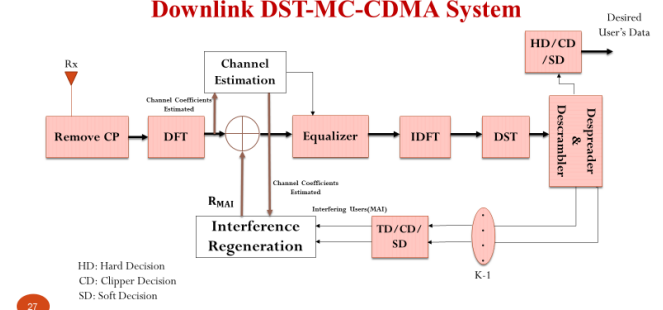 Downlink DST-MC-CDMA System
Desired
User's Data
Rx
HD/CD
/SD
Channel
Estimation
Channel Coefficients
Estimated
Remove CP
DFT
Equalizer
IDFT
DST
Despreader
&
Descrambler
Channel Coefficients
Estimated
RMAI
Interfering Users(MAI)
Interference
Regeneration
TD/CD/
SD
K-1
HD: Hard Decision
CD: Clipper Decision
SD: Soft Decision
27